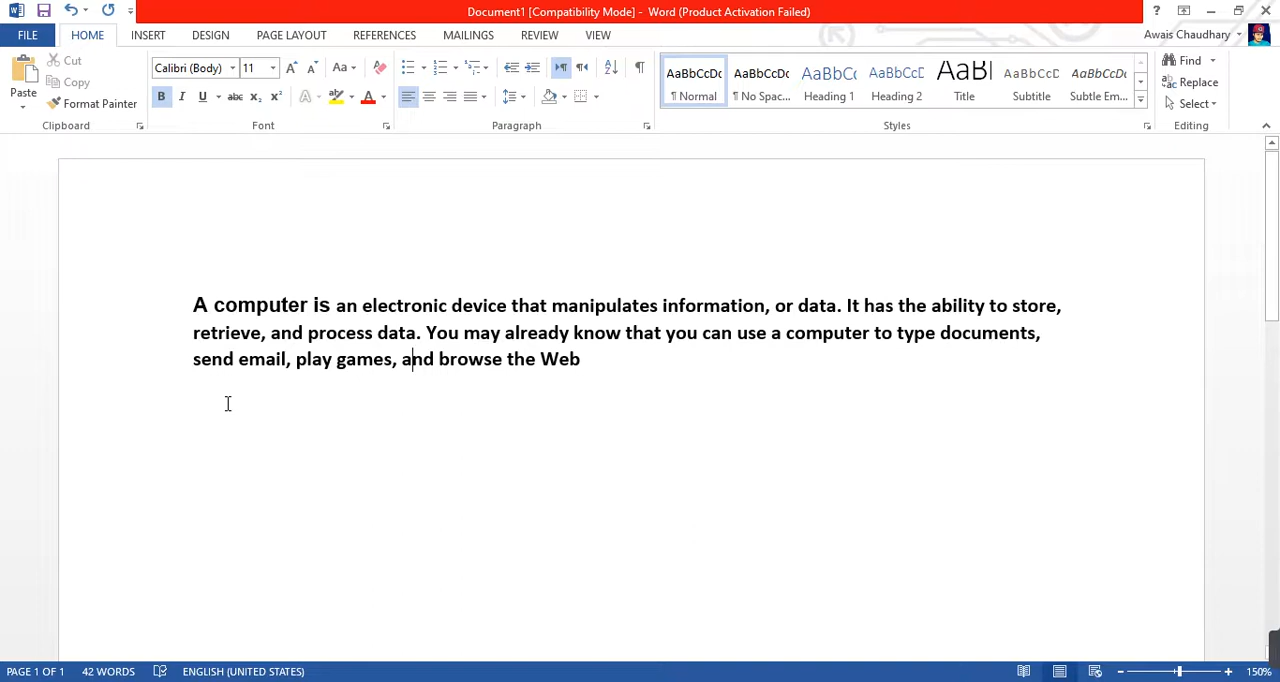 Document1 [Compatibility Mode] - Word (Product Activation Failed)
?
FILE HOME INSERT DESIGN PAGE LAYOUT REFERENCES MAILINGS REVIEW VIEW Awais Chaudhary
Paste Cut Copy Format Painter
Calibri (Body) 11 Aa
B I U abc x₂ x² A A
AaBbCcDc ¶ Normal
AaBbCcDc ¶ No Spac...
AaBbCc Heading 1
AaBbCcD Heading 2
AaBl Title
AaBbCcD Subtitle
AaBbCcDc Subtle Em...
Find
Replace
Select
Clipboard Font Paragraph Styles Editing
A computer is an electronic device that manipulates information, or data. It has the ability to store,
retrieve, and process data. You may already know that you can use a computer to type documents,
send email, play games, and browse the Web
PAGE 1 OF 1 42 WORDS ENGLISH (UNITED STATES) 150%